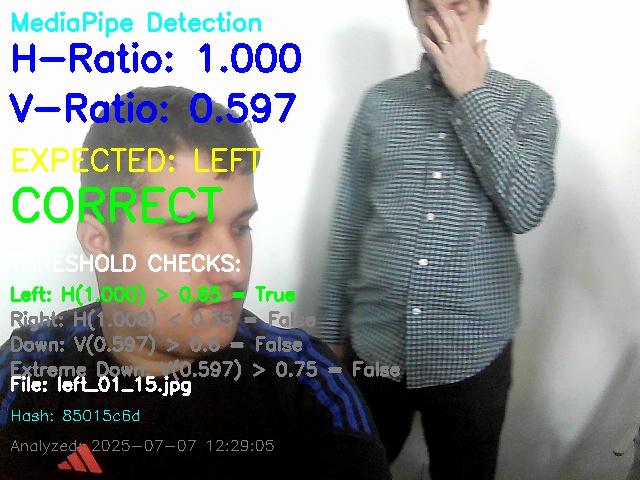 MediaPipe Detection
H-Ratio: 1.000
V-Ratio: 0.597
EXPECTED: LEFT
CORRECT
THRESHOLD CHECKS:
Left: H(1.000) > 0.65 = True
Right: H(1.000) < 0.35 = False
Down: V(0.597) > 0.6 = False
Extreme Down: V(0.597) > 0.75 = False
File: left_01_15.jpg
Hash: 85015c6d
Analyzed: 2025-07-07 12:29:05